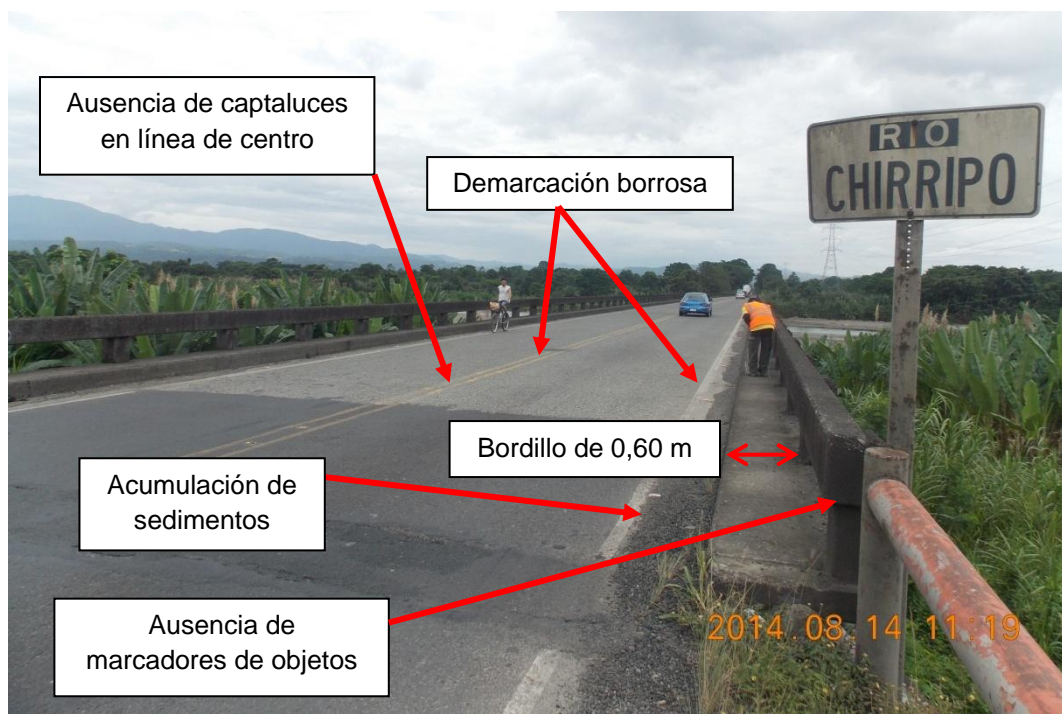 Ausencia de captaluces
en línea de centro
Demarcación borrosa
RIO
CHIRRIPO
Bordillo de 0,60 m
Acumulación de
sedimentos
Ausencia de
marcadores de objetos
2014.08.14 11:19